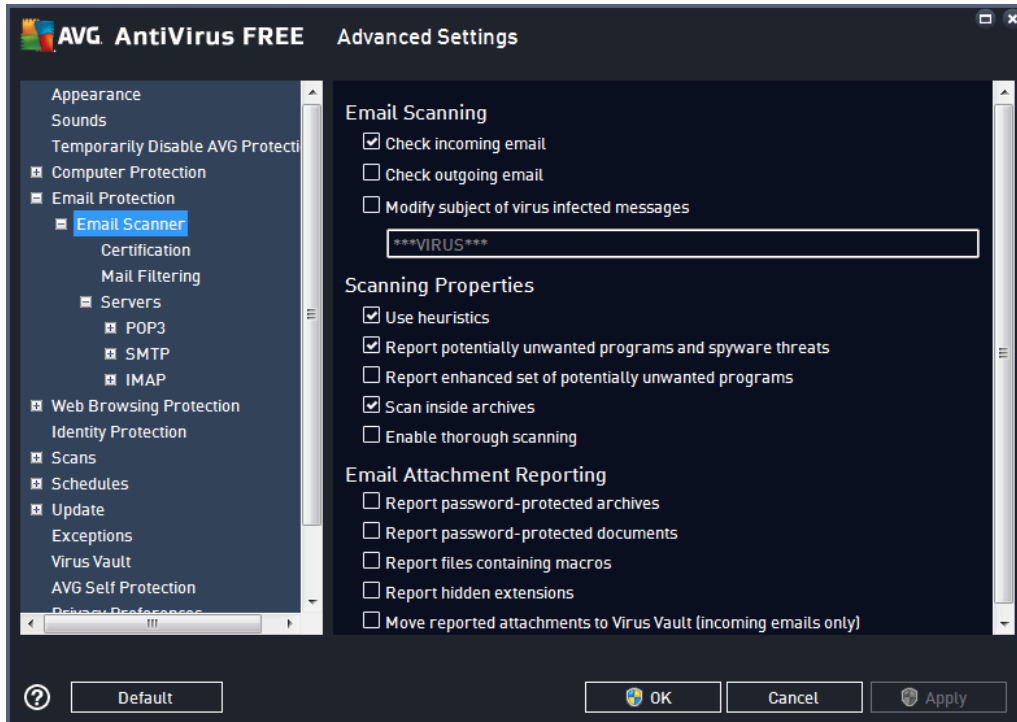 AVG. AntiVirus FREE Advanced Settings
Appearance
Sounds
Temporarily Disable AVG Protecti
Computer Protection
Email Protection
Email Scanner
Certification
Mail Filtering
Servers
POP3
SMTP
IMAP
Web Browsing Protection
Identity Protection
Scans
Schedules
Update
Exceptions
Virus Vault
AVG Self Protection
Privacy Preferences
Email Scanning
Check incoming email
Check outgoing email
Modify subject of virus infected messages
***VIRUS***
Scanning Properties
Use heuristics
Report potentially unwanted programs and spyware threats
Report enhanced set of potentially unwanted programs
Scan inside archives
Enable thorough scanning
Email Attachment Reporting
Report password-protected archives
Report password-protected documents
Report files containing macros
Report hidden extensions
Move reported attachments to Virus Vault (incoming emails only)
Default
OK
Cancel
Apply